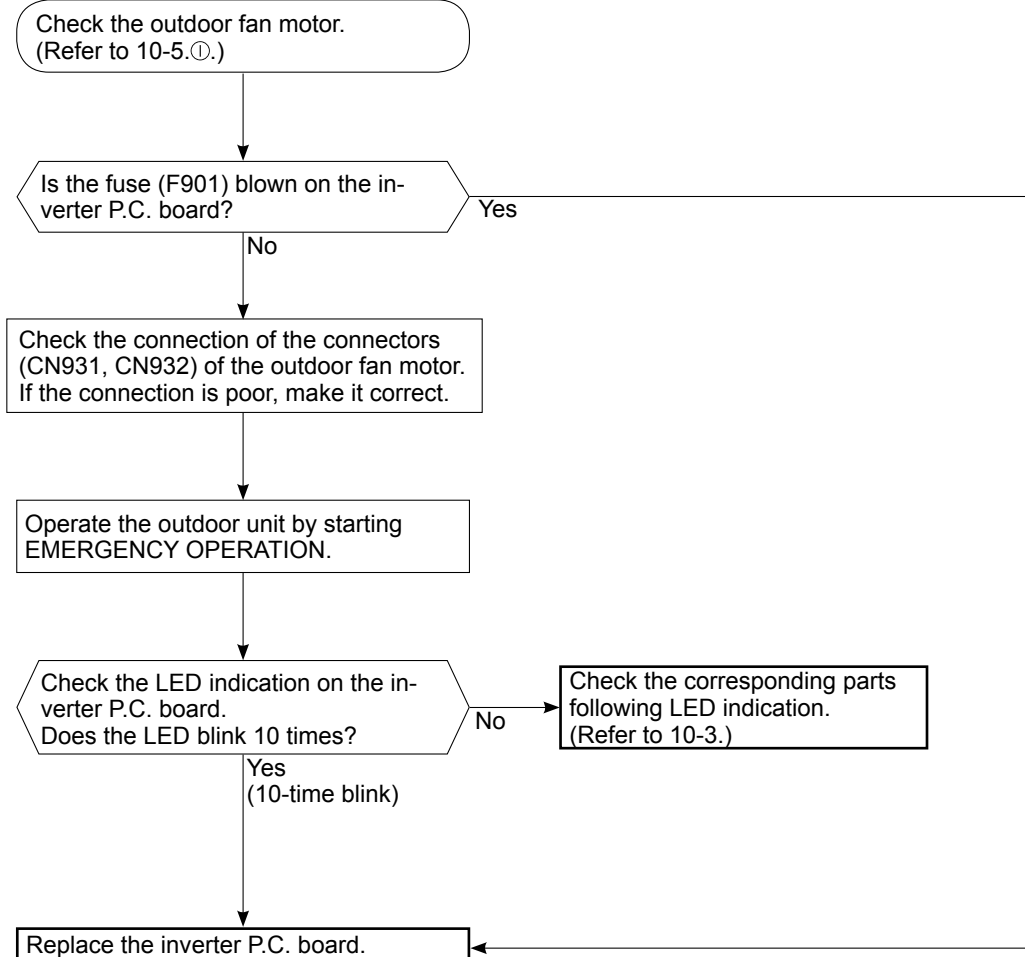 Check the outdoor fan motor.
(Refer to 10-5.Ⓘ.)
Is the fuse (F901) blown on the in-
verter P.C. board?
Yes
No
Check the connection of the connectors
(CN931, CN932) of the outdoor fan motor.
If the connection is poor, make it correct.
Operate the outdoor unit by starting
EMERGENCY OPERATION.
Check the LED indication on the in-
verter P.C. board.
Does the LED blink 10 times?
No
Check the corresponding parts
following LED indication.
(Refer to 10-3.)
Yes
(10-time blink)
Replace the inverter P.C. board.